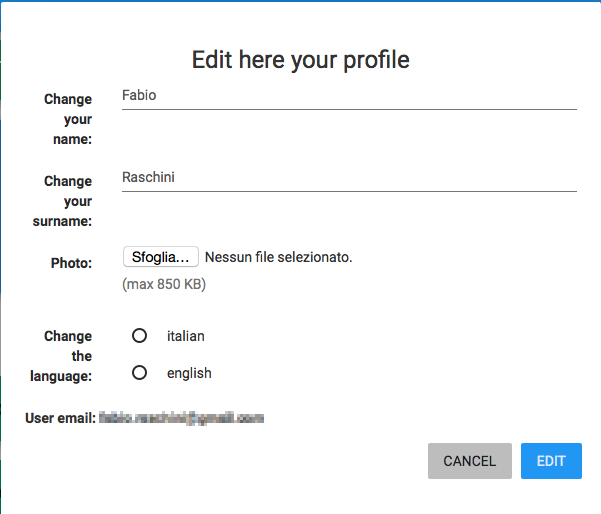 Edit here your profile
Change your name:
Fabio
Change your surname:
Raschini
Photo:
Sfoglia... Nessun file selezionato.
(max 850 KB)
Change the language:
italian
english
User email:
CANCEL
EDIT